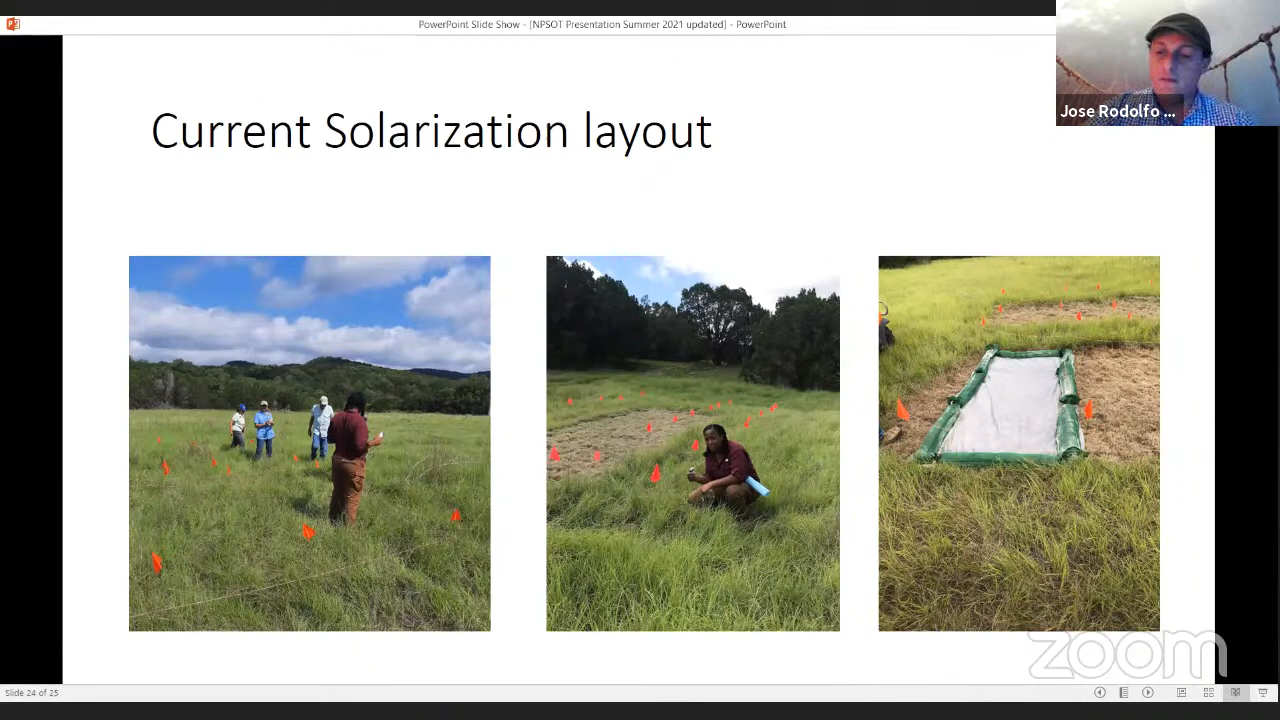 PowerPoint Slide Show - [NPSOT Presentation Summer 2021 updated] - PowerPoint
Jose Rodolfo ...
Current Solarization layout
zoom
Slide 24 of 25